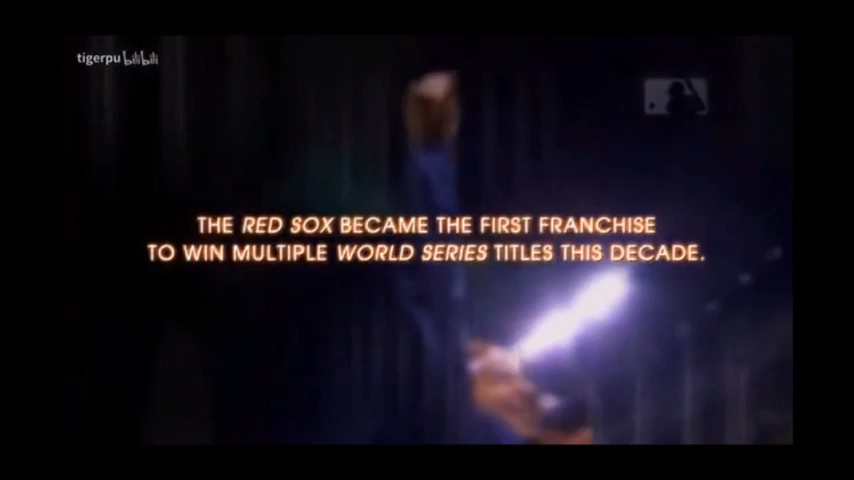 tigerpu bilibili
THE RED SOX BECAME THE FIRST FRANCHISE
TO WIN MULTIPLE WORLD SERIES TITLES THIS DECADE.